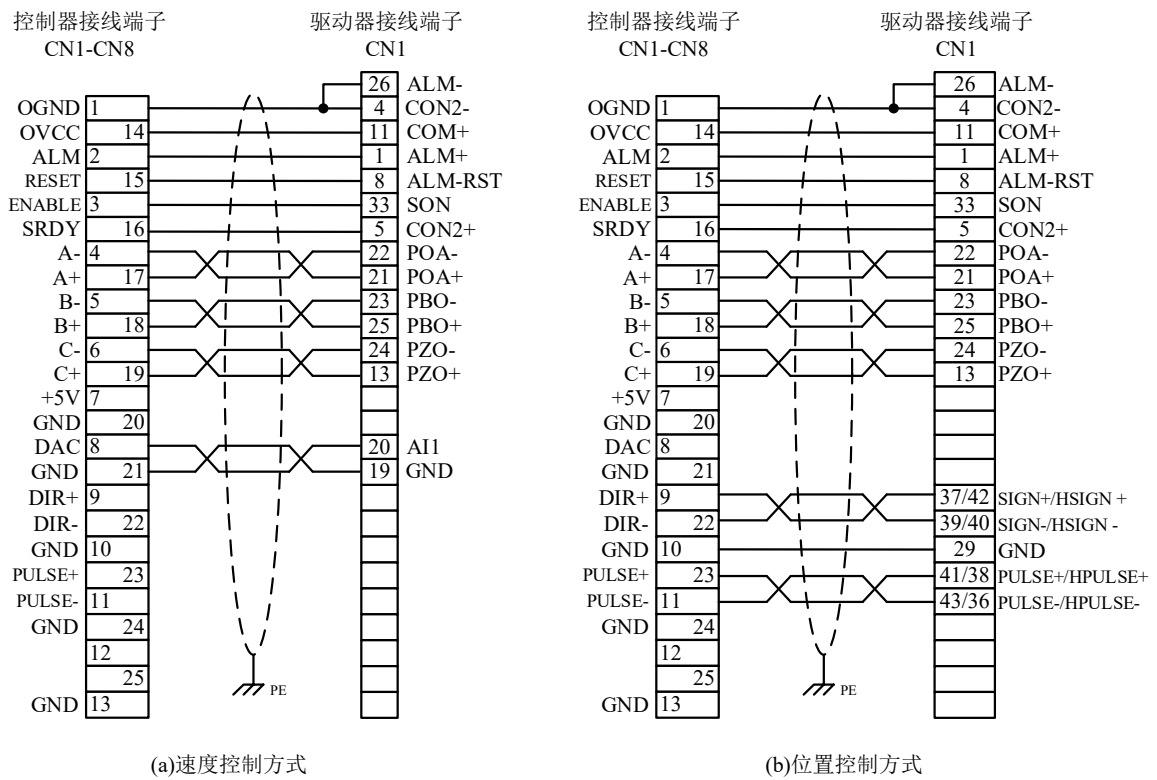 控制器接线端子
CN1-CN8
驱动器接线端子
CN1
26 ALM-
OGND 1 4 CON2-
OVCC 14 11 COM+
ALM 2 1 ALM+
RESET 15 8 ALM-RST
ENABLE 3 33 SON
SRDY 16 5 CON2+
A- 4 22 POA-
A+ 17 21 POA+
B- 5 23 PBO-
B+ 18 25 PBO+
C- 6 24 PZO-
C+ 19 13 PZO+
+5V 7
GND 20
DAC 8 20 AI1
GND 21 19 GND
DIR+ 9
DIR- 22
GND 10
PULSE+ 23
PULSE- 11
GND 24
12
25
GND 13
PE
(a)速度控制方式
控制器接线端子
CN1-CN8
驱动器接线端子
CN1
26 ALM-
OGND 1 4 CON2-
OVCC 14 11 COM+
ALM 2 1 ALM+
RESET 15 8 ALM-RST
ENABLE 3 33 SON
SRDY 16 5 CON2+
A- 4 22 POA-
A+ 17 21 POA+
B- 5 23 PBO-
B+ 18 25 PBO+
C- 6 24 PZO-
C+ 19 13 PZO+
+5V 7
GND 20
DAC 8
GND 21
DIR+ 9 37/42 SIGN+/HSIGN +
DIR- 22 39/40 SIGN-/HSIGN -
GND 10 29 GND
PULSE+ 23 41/38 PULSE+/HPULSE+
PULSE- 11 43/36 PULSE-/HPULSE-
GND 24
12
25
GND 13
PE
(b)位置控制方式